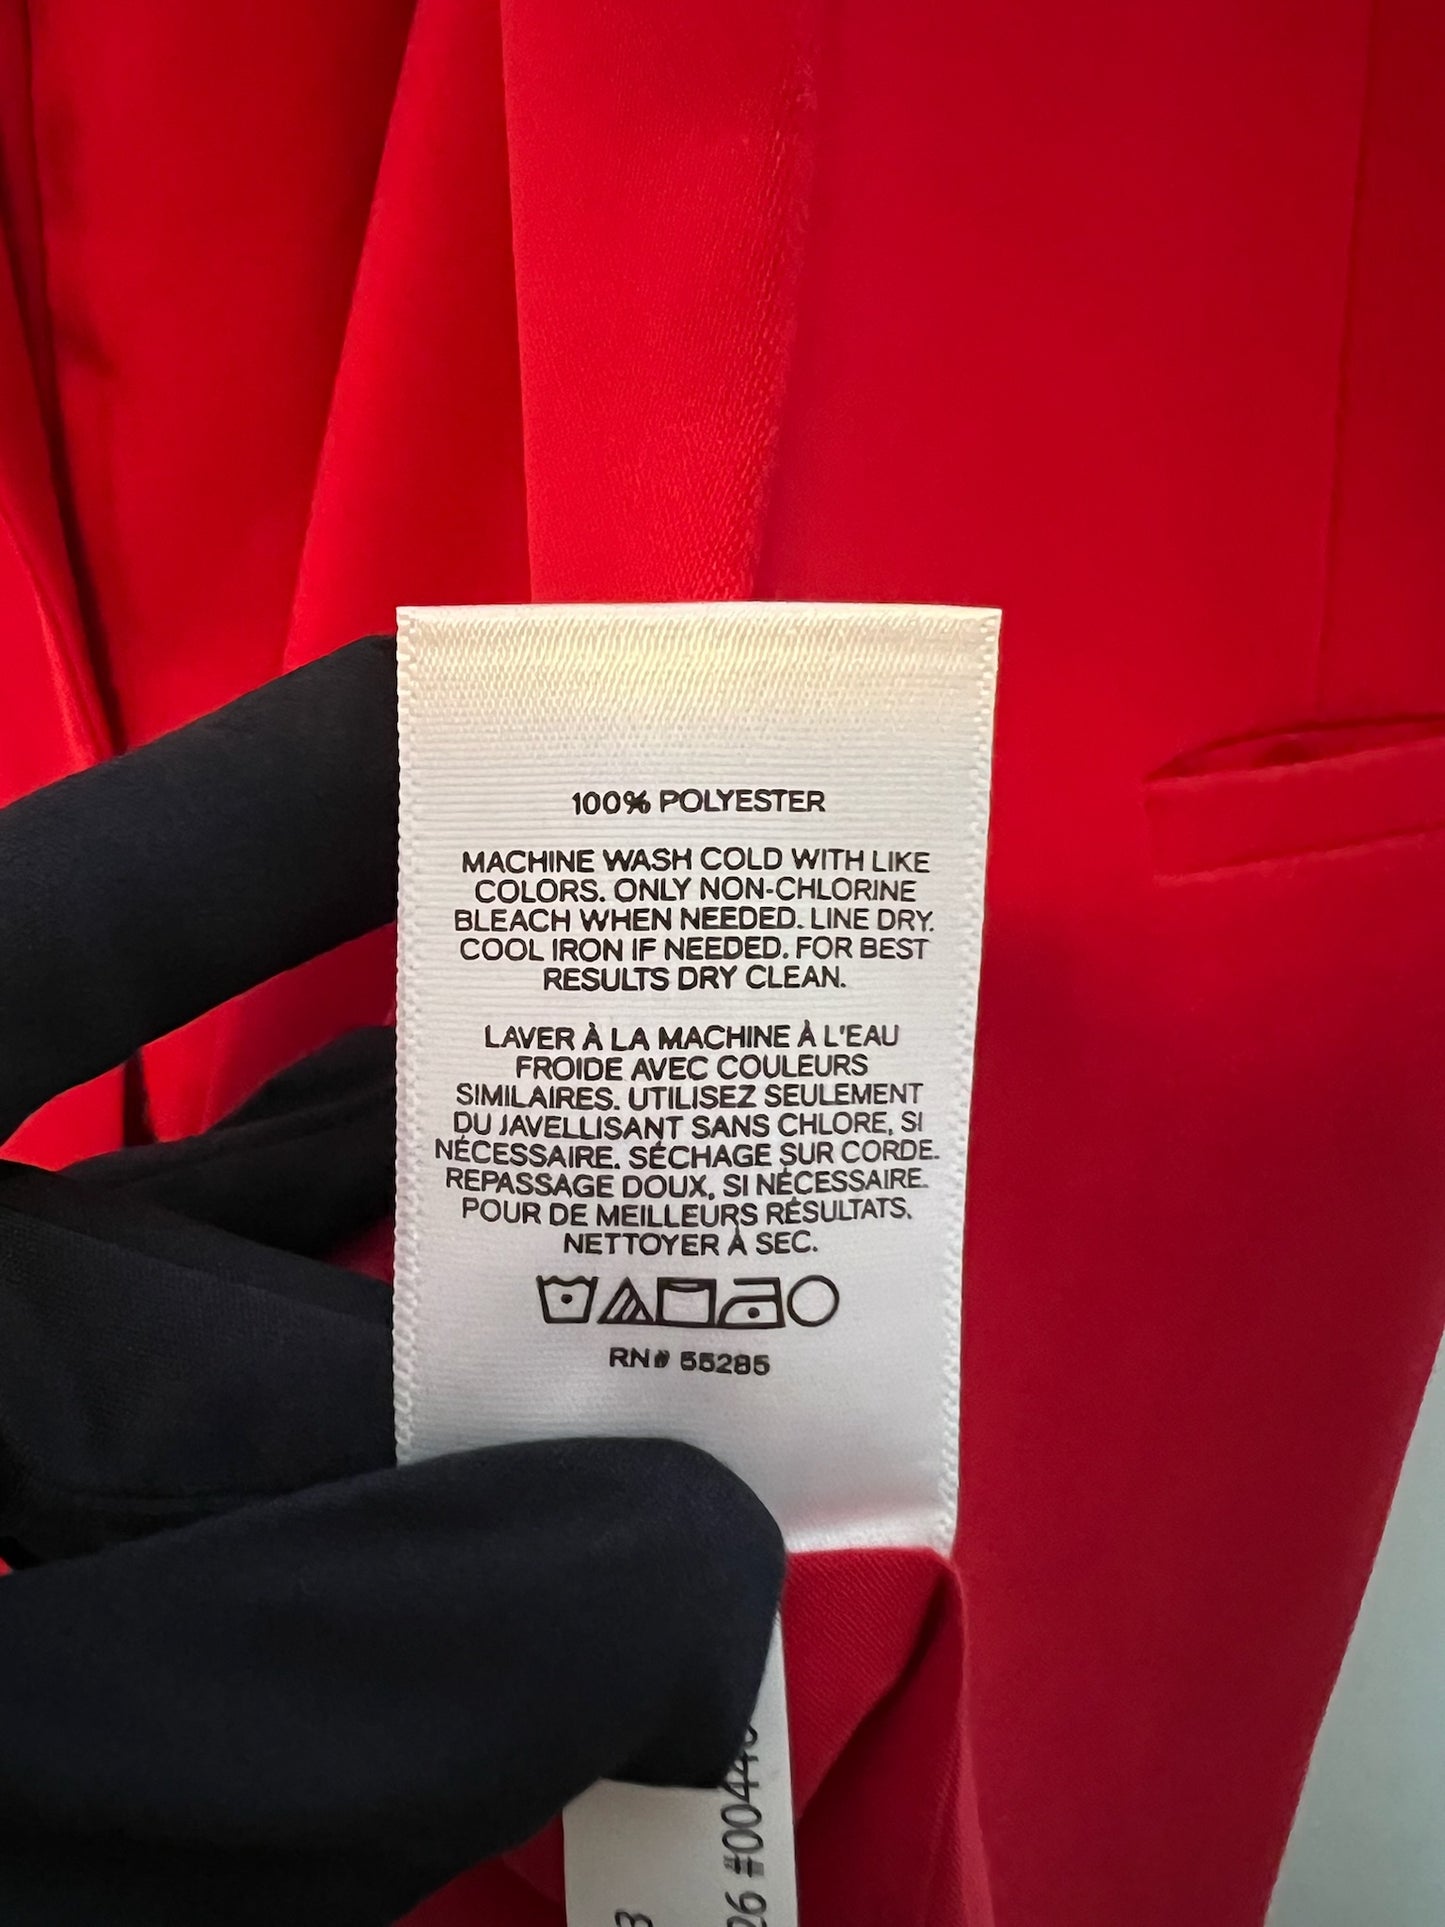 100% POLYESTER
MACHINE WASH COLD WITH LIKE
COLORS. ONLY NON-CHLORINE
BLEACH WHEN NEEDED. LINE DRY.
COOL IRON IF NEEDED. FOR BEST
RESULTS DRY CLEAN.
LAVER À LA MACHINE À L'EAU
FROIDE AVEC COULEURS
SIMILAIRES. UTILISEZ SEULEMENT
DU JAVELLISANT SANS CHLORE, SI
NÉCESSAIRE. SÉCHAGE SUR CORDE.
REPASSAGE DOUX, SI NÉCESSAIRE.
POUR DE MEILLEURS RÉSULTATS.
NETTOYER À SEC.
RN# 55285